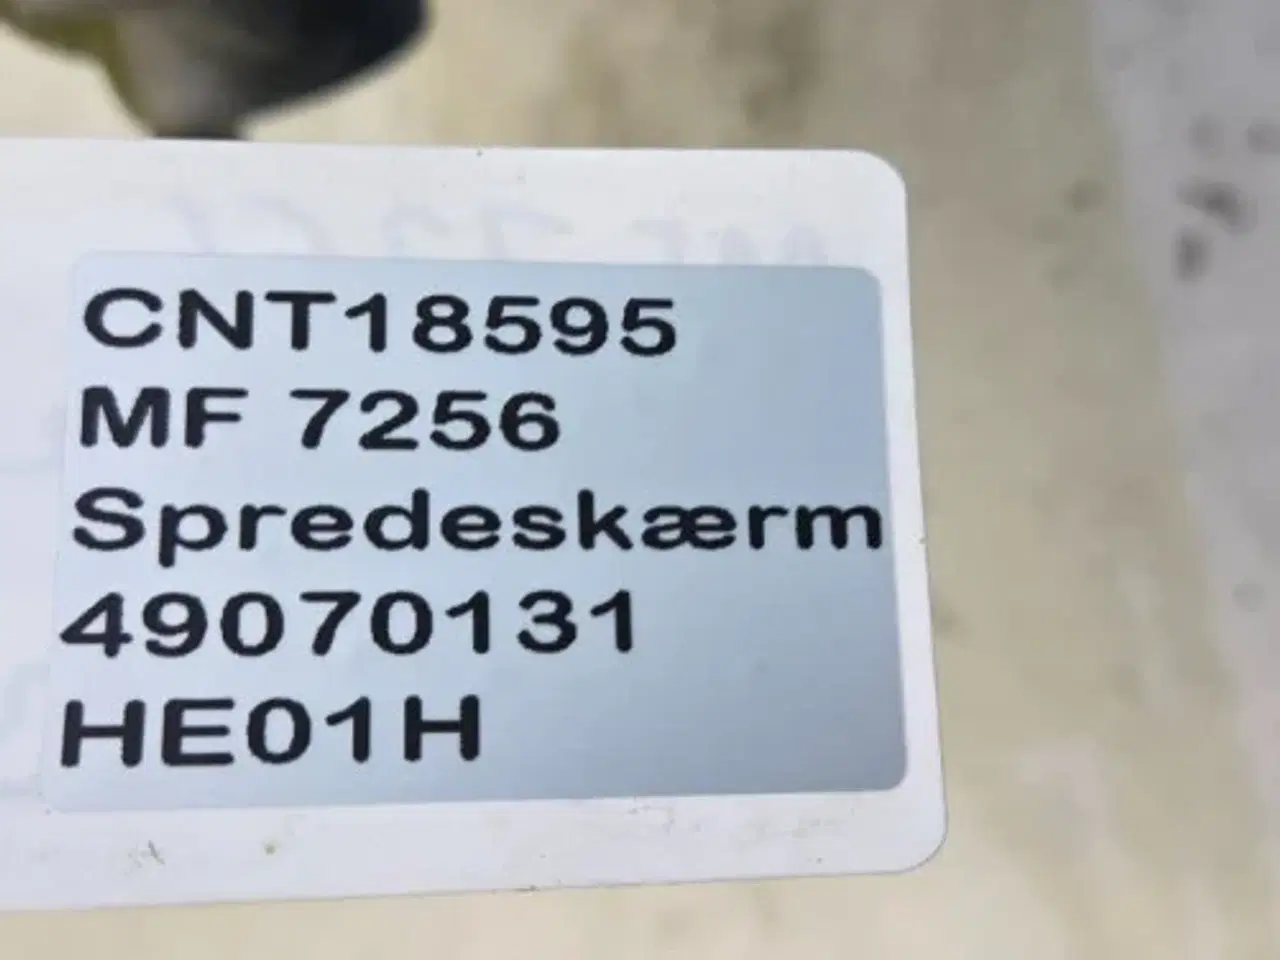 CNT18595
MF 7256
Spredeskærm
49070131
HE01H